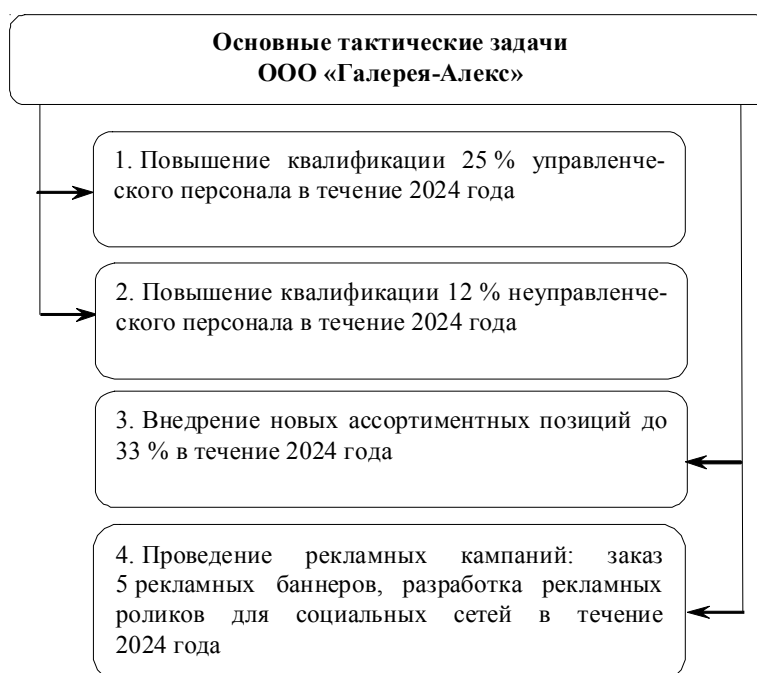 Основные тактические задачи
ООО «Галерея-Алекс»
1. Повышение квалификации 25 % управленче-
ского персонала в течение 2024 года
2. Повышение квалификации 12 % неуправленче-
ского персонала в течение 2024 года
3. Внедрение новых ассортиментных позиций до
33 % в течение 2024 года
4. Проведение рекламных кампаний: заказ
5 рекламных баннеров, разработка рекламных
роликов для социальных сетей в течение
2024 года